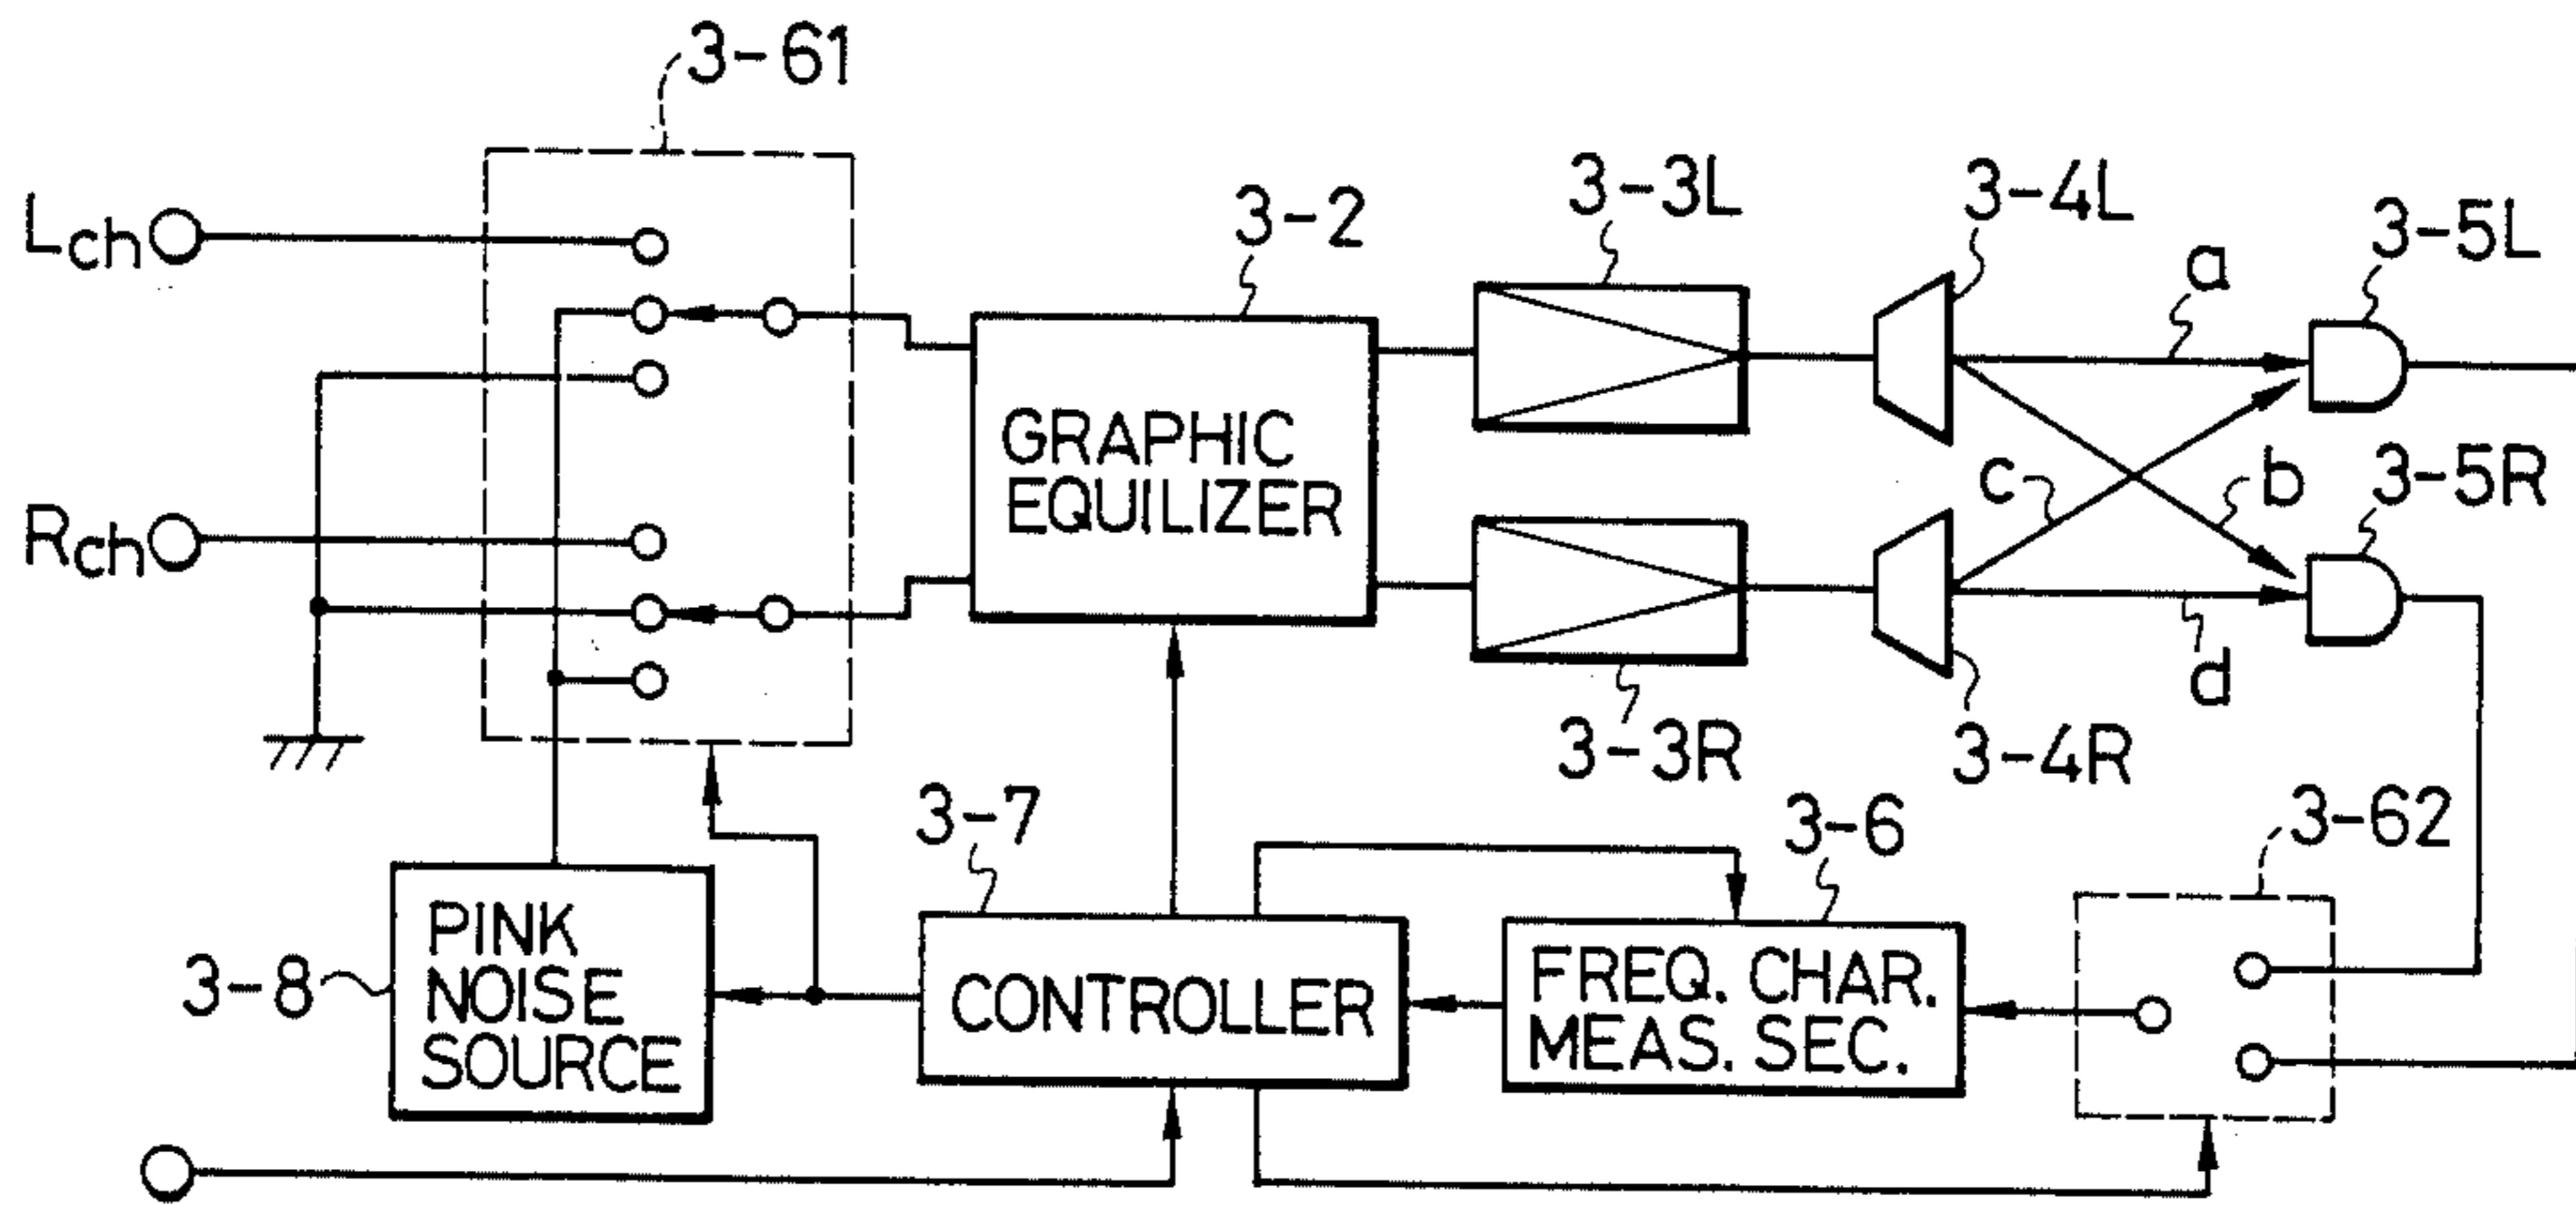 3-61
Lch
3-2
3-3L
3-4L
3-5L
a
GRAPHIC
EQUILIZER
c
b
3-5R
Rch
d
3-3R
3-4R
3-7
3-6
3-62
PINK
NOISE
SOURCE
3-8
CONTROLLER
FREQ. CHAR.
MEAS. SEC.